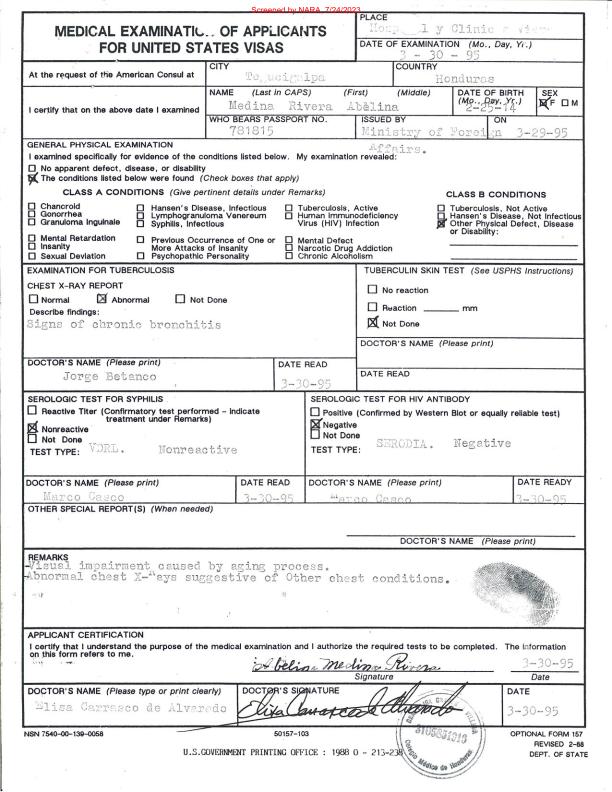 Screened by NARA, 7/24/2023
MEDICAL EXAMINATION OF APPLICANTS
FOR UNITED STATES VISAS
PLACE
Clinic
DATE OF EXAMINATION (Mo., Day, Yr.)
3 - 30 - 95
At the request of the American Consul at
CITY
Tegucigalpa
COUNTRY
Honduras
I certify that on the above date I examined
NAME (Last in CAPS) (First) (Middle)
Medina Rivera Abelina
DATE OF BIRTH
(Mo., Day, Yr.)
2-25-14
SEX
F M
WHO BEARS PASSPORT NO.
781815
ISSUED BY
Ministry of Foreign
Affairs.
ON
3-29-95
GENERAL PHYSICAL EXAMINATION
I examined specifically for evidence of the conditions listed below. My examination revealed:
No apparent defect, disease, or disability
The conditions listed below were found (Check boxes that apply)
CLASS A CONDITIONS (Give pertinent details under Remarks)
Chancroid
Gonorrhea
Granuloma Inguinale
Mental Retardation
Insanity
Sexual Deviation
Hansen's Disease, Infectious
Lymphogranuloma Venereum
Syphilis, Infectious
Previous Occurrence of One or
More Attacks of Insanity
Psychopathic Personality
Tuberculosis, Active
Human Immunodeficiency
Virus (HIV) Infection
Mental Defect
Narcotic Drug Addiction
Chronic Alcoholism
CLASS B CONDITIONS
Tuberculosis, Not Active
Hansen's Disease, Not Infectious
Other Physical Defect, Disease
or Disability:
EXAMINATION FOR TUBERCULOSIS
CHEST X-RAY REPORT
Normal Abnormal Not Done
Describe findings:
Signs of chronic bronchitis
DOCTOR'S NAME (Please print)
Jorge Betanco
DATE READ
3-30-95
TUBERCULIN SKIN TEST (See USPHS Instructions)
No reaction
Reaction mm
Not Done
DOCTOR'S NAME (Please print)
DATE READ
SEROLOGIC TEST FOR SYPHILIS
Reactive Titer (Confirmatory test performed - indicate
treatment under Remarks)
Nonreactive
Not Done
TEST TYPE: VDRL. Nonreactive
DOCTOR'S NAME (Please print)
Marco Casco
DATE READ
3-30-95
SEROLOGIC TEST FOR HIV ANTIBODY
Positive (Confirmed by Western Blot or equally reliable test)
Negative
Not Done
TEST TYPE: SERODIA. Negative
DOCTOR'S NAME (Please print)
Marco Casco
DATE READY
3-30-95
OTHER SPECIAL REPORT(S) (When needed)
DOCTOR'S NAME (Please print)
REMARKS
Visual impairment caused by aging process.
Abnormal chest X-Rays suggestive of Other chest conditions.
APPLICANT CERTIFICATION
I certify that I understand the purpose of the medical examination and I authorize the required tests to be completed. The information
on this form refers to me.
Abelina Medina Rivera
Signature
3-30-95
Date
DOCTOR'S NAME (Please type or print clearly)
Elisa Carrasco de Alvarado
DOCTOR'S SIGNATURE
Elisa Carrasco de Alvarado
DATE
3-30-95
NSN 7540-00-139-0058
50157-103
OPTIONAL FORM 157
REVISED 2-88
DEPT. OF STATE
U.S. GOVERNMENT PRINTING OFFICE : 1988 O - 213-238
Colegio Médico de Honduras